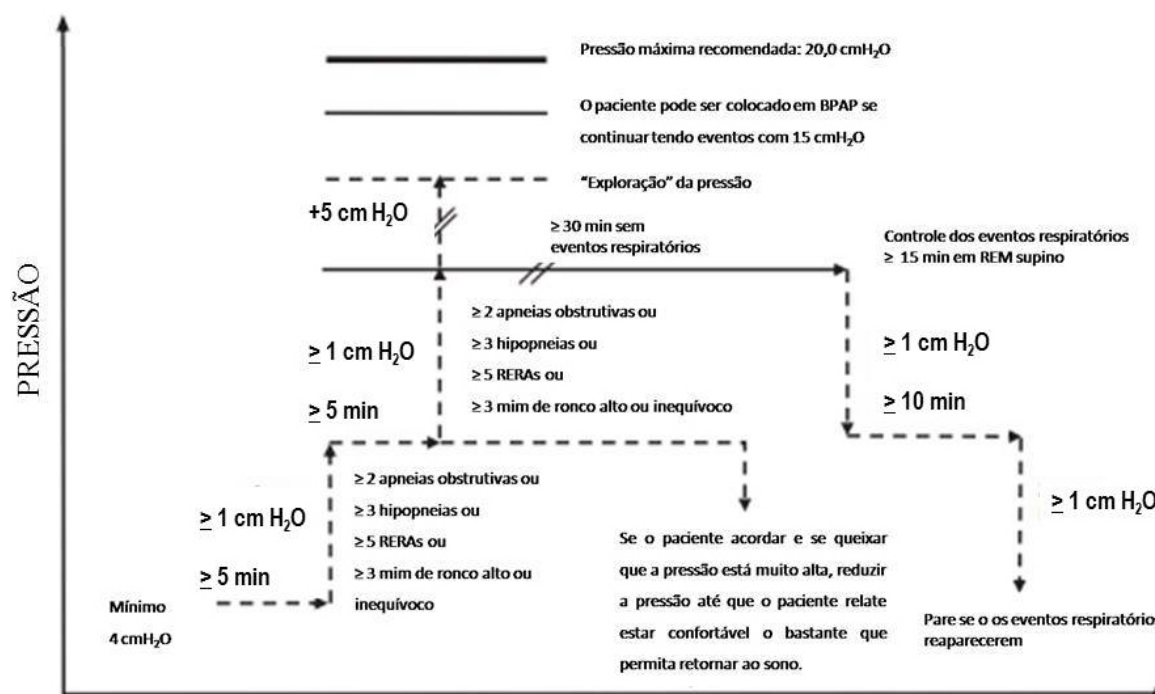 PRESSÃO
Pressão máxima recomendada: 20,0 cmH₂O
O paciente pode ser colocado em BPAP se
continuar tendo eventos com 15 cmH₂O
“Exploração” da pressão
+5 cm H₂O
≥ 30 min sem
eventos respiratórios
Controle dos eventos respiratórios
≥ 15 min em REM supino
≥ 1 cm H₂O
≥ 5 min
≥ 2 apneias obstrutivas ou
≥ 3 hipopneias ou
≥ 5 RERAs ou
≥ 3 mim de ronco alto ou inequívoco
≥ 1 cm H₂O
≥ 10 min
≥ 1 cm H₂O
≥ 5 min
≥ 2 apneias obstrutivas ou
≥ 3 hipopneias ou
≥ 5 RERAs ou
≥ 3 mim de ronco alto ou
inequívoco
Mínimo
4 cmH₂O
Se o paciente acordar e se queixar
que a pressão está muito alta, reduzir
a pressão até que o paciente relate
estar confortável o bastante que
permita retornar ao sono.
≥ 1 cm H₂O
Pare se o os eventos respiratórios
reaparecerem